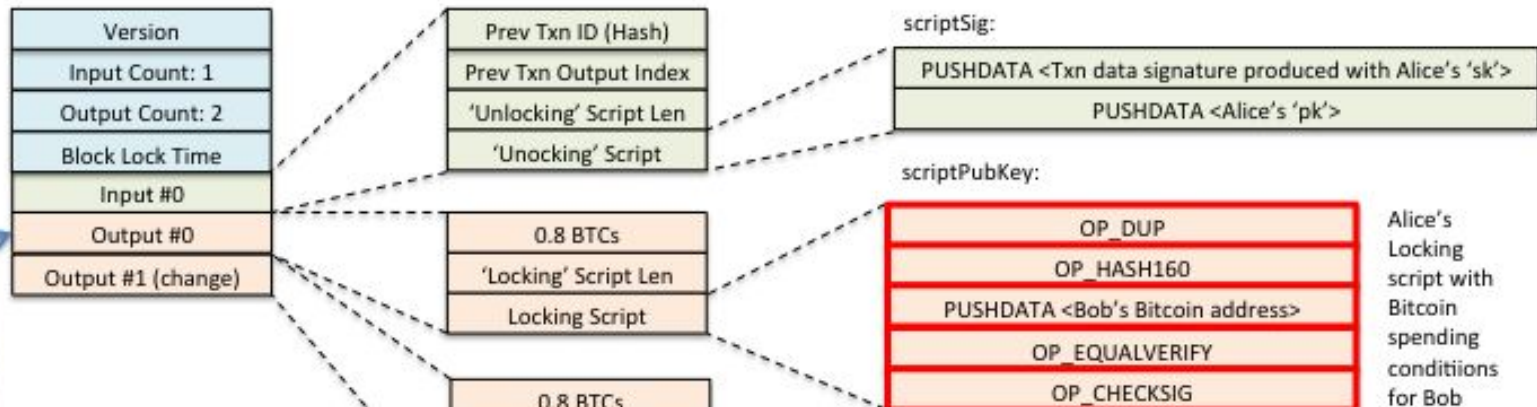 Version
Input Count: 1
Output Count: 2
Block Lock Time
Input #0
Output #0
Output #1 (change)
Prev Txn ID (Hash)
Prev Txn Output Index
‘Unlocking’ Script Len
‘Unocking’ Script
0.8 BTCs
‘Locking’ Script Len
Locking Script
0.8 BTCs
scriptSig:
PUSHDATA <Txn data signature produced with Alice’s ‘sk’>
PUSHDATA <Alice’s ‘pk’>
scriptPubKey:
OP_DUP
OP_HASH160
PUSHDATA <Bob’s Bitcoin address>
OP_EQUALVERIFY
OP_CHECKSIG
Alice’s
Locking
script with
Bitcoin
spending
conditiions
for Bob